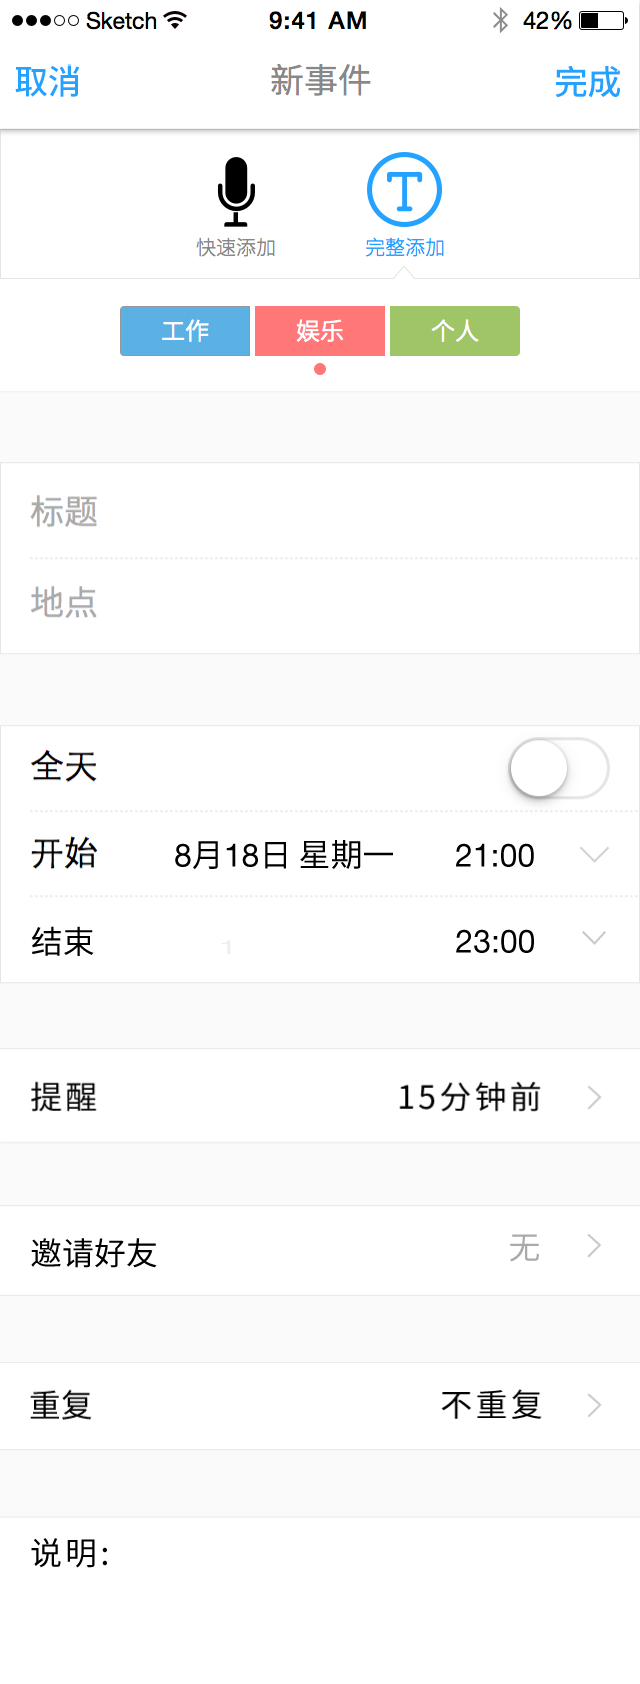 Sketch 9:41 AM 42%
取消 新事件 完成
T
快速添加 完整添加
工作 娱乐 个人
标题
地点
全天
开始 8月18日 星期一 21:00
结束 1 23:00
提醒 15分钟前
邀请好友 无
重复 不重复
说明: